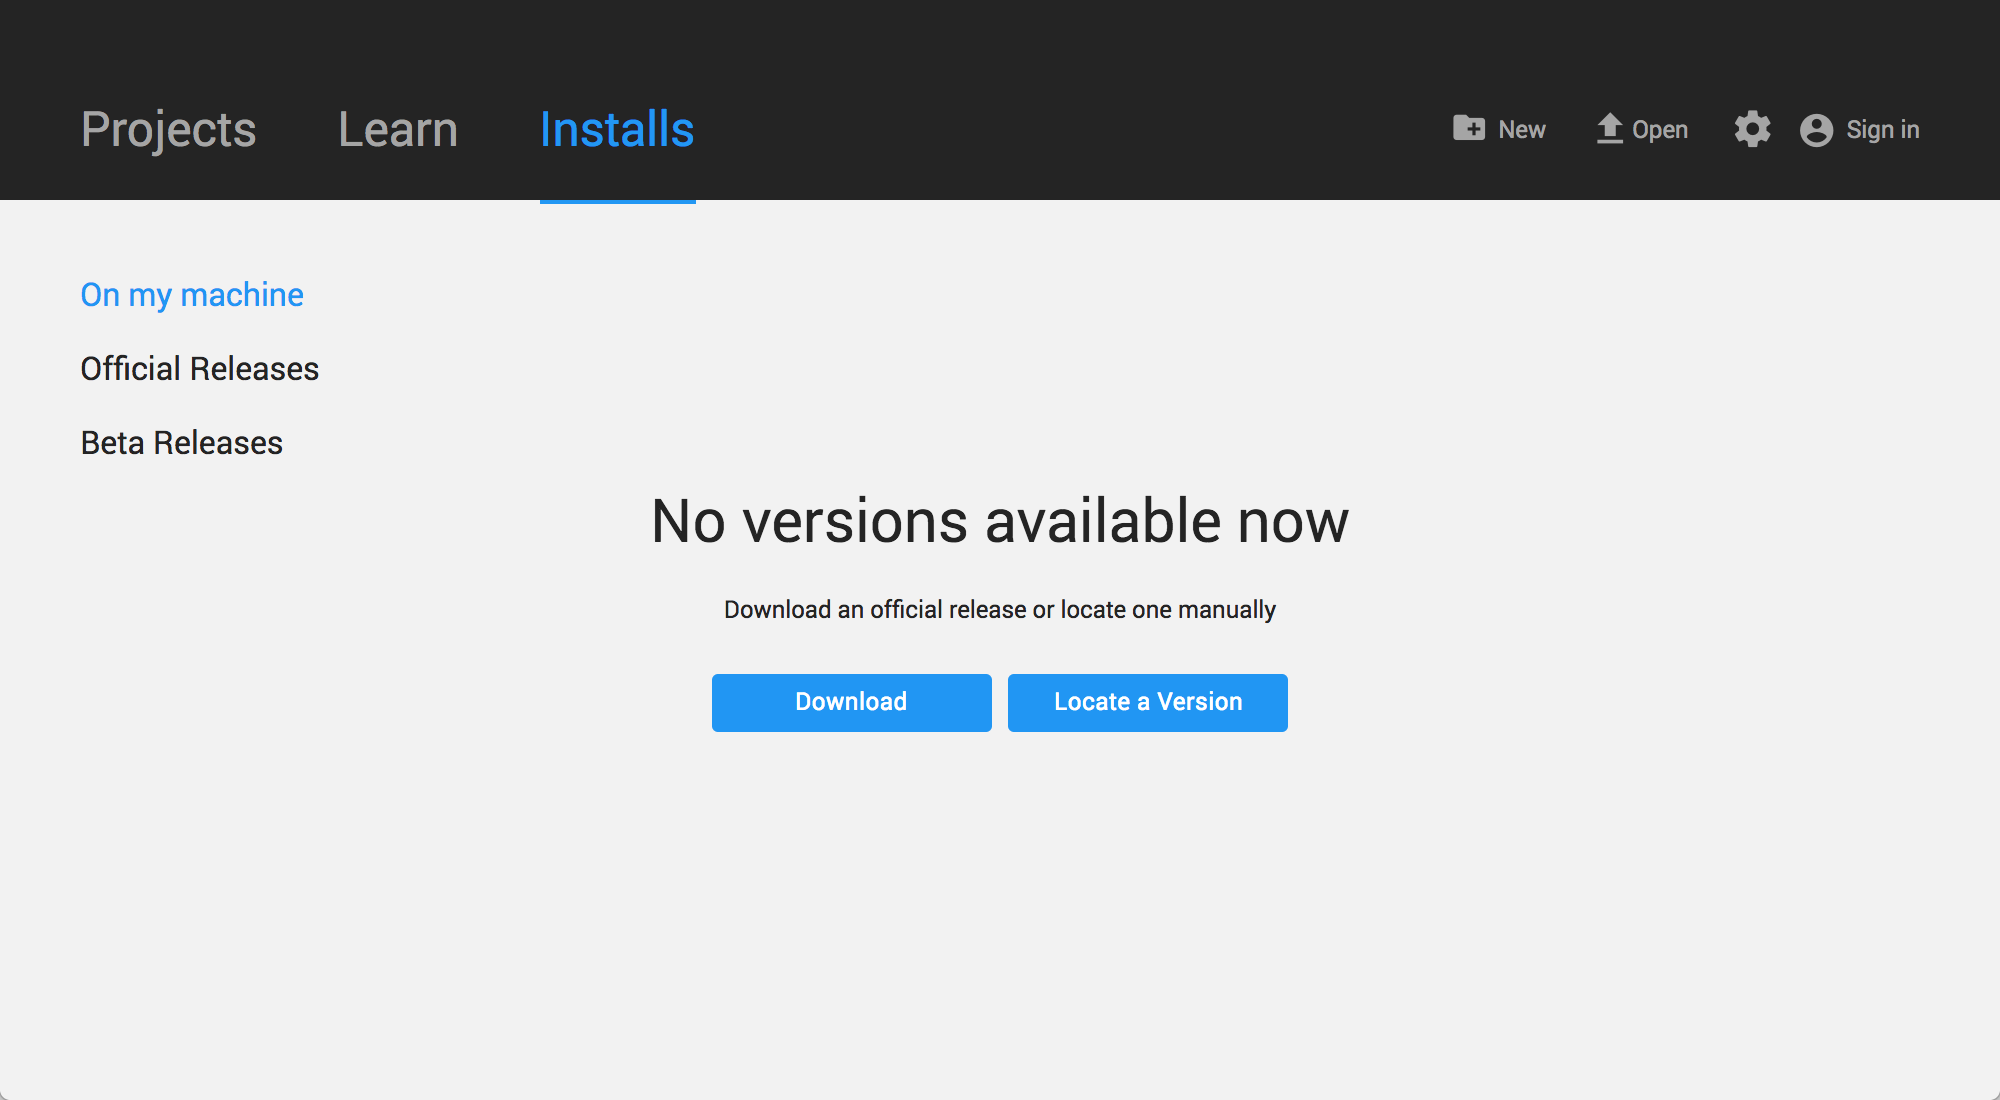 Projects Learn Installs New Open Sign in
On my machine
Official Releases
Beta Releases
No versions available now
Download an official release or locate one manually
Download Locate a Version